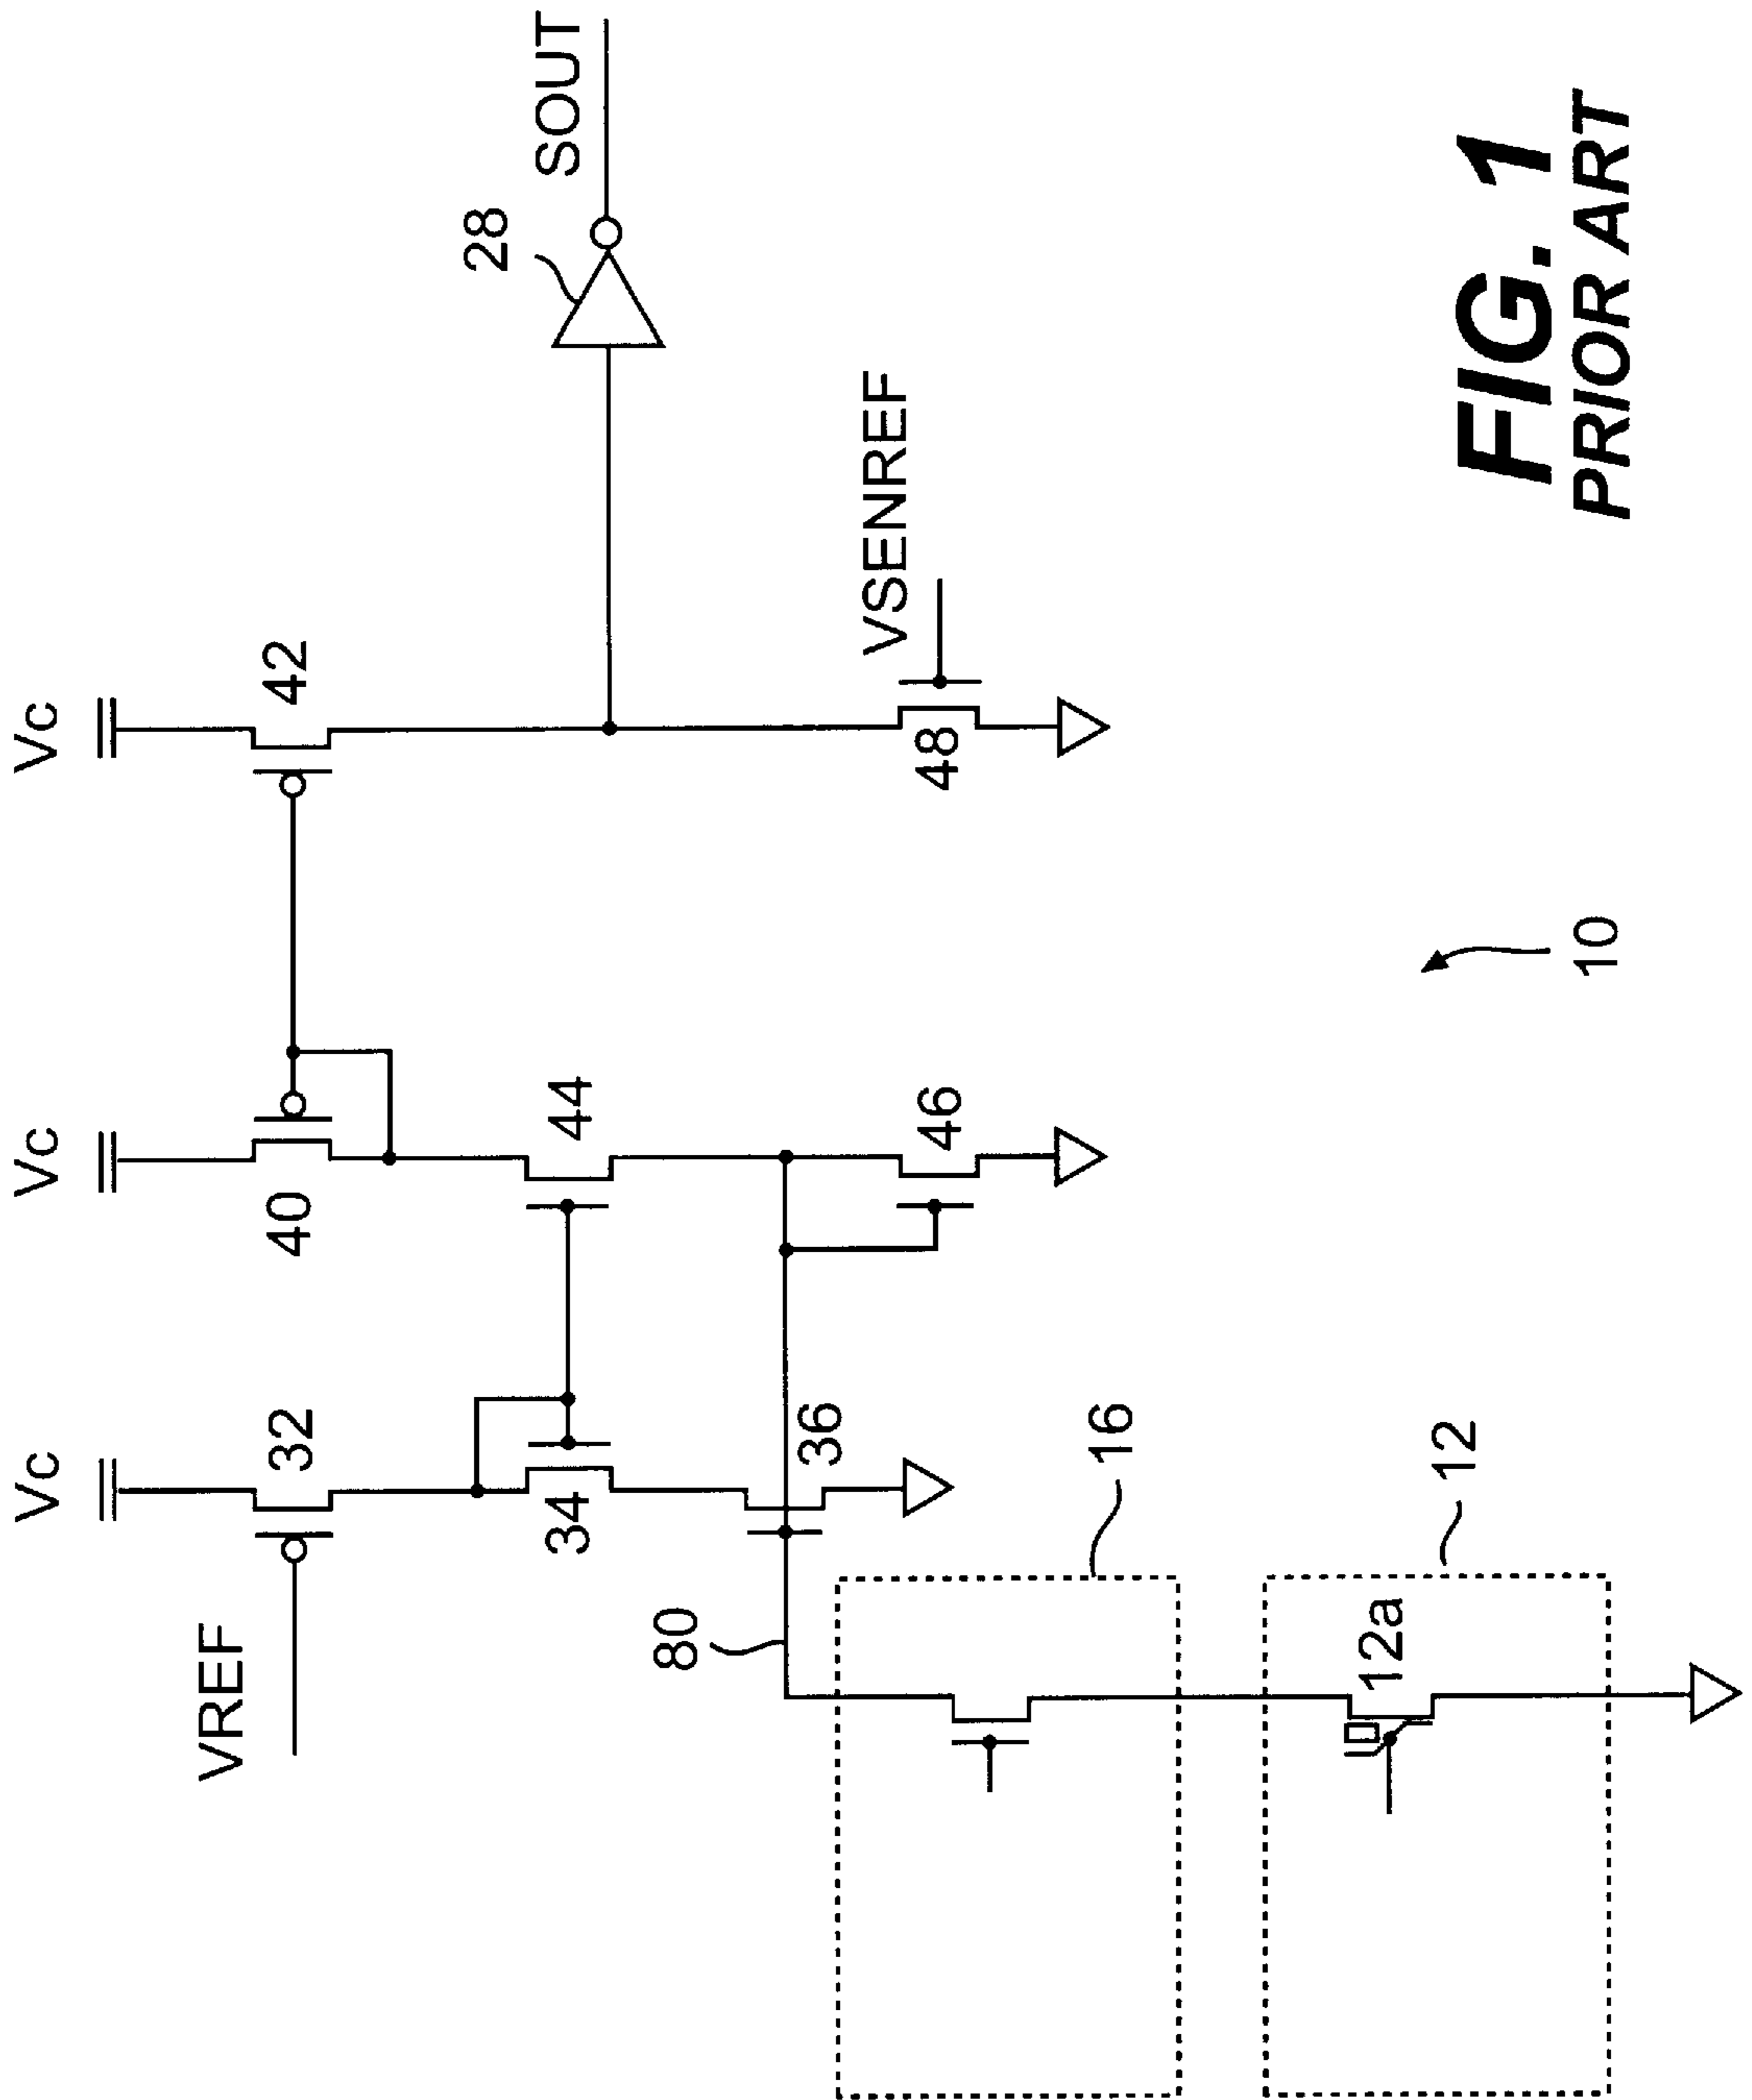 Vc
Vc
Vc
VREF
32
40
42
34
44
28
SOUT
80
36
46
48
VSENREF
16
12a
12
10
FIG. 1
PRIOR ART